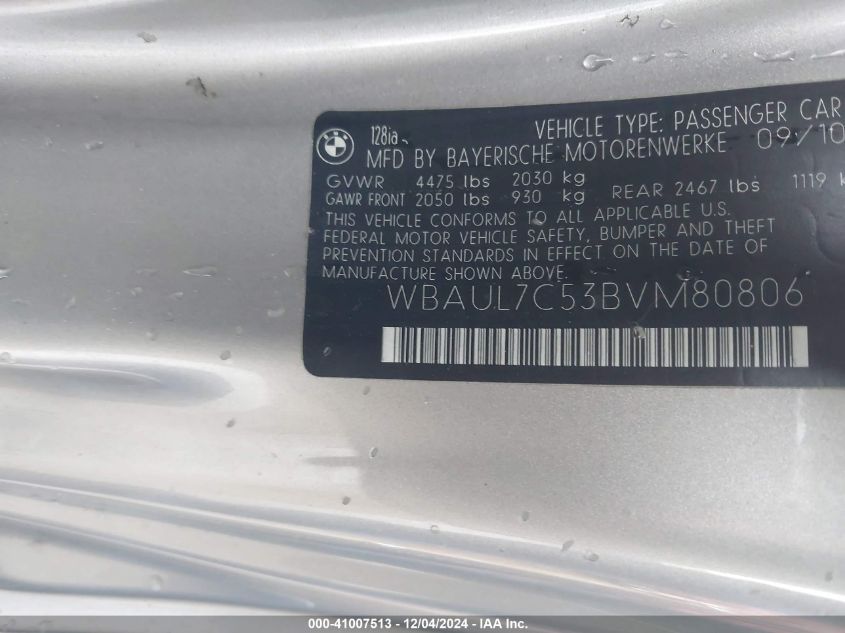 128ia
VEHICLE TYPE: PASSENGER CAR
MFD BY BAYERISCHE MOTORENWERKE 09/10
GVWR 4475 lbs 2030 kg
GAWR FRONT 2050 lbs 930 kg REAR 2467 lbs 1119 k
THIS VEHICLE CONFORMS TO ALL APPLICABLE U.S.
FEDERAL MOTOR VEHICLE SAFETY, BUMPER AND THEFT
PREVENTION STANDARDS IN EFFECT ON THE DATE OF
MANUFACTURE SHOWN ABOVE.
WBAUL7C53BVM80806
000-41007513 - 12/04/2024 - IAA Inc.